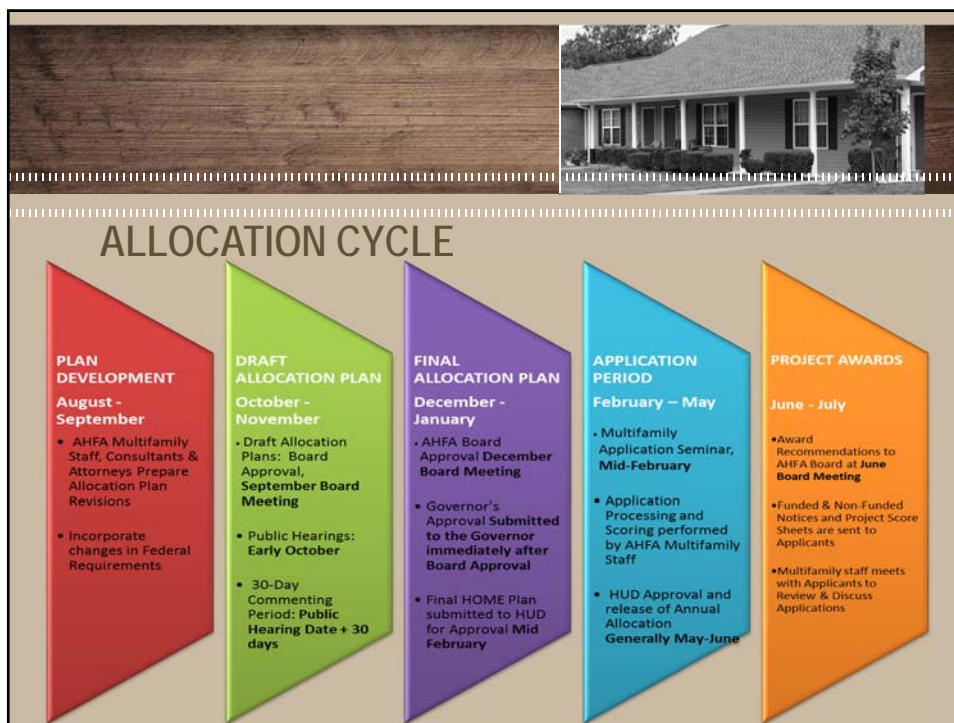 ALLOCATION CYCLE
PLAN
DEVELOPMENT
August -
September
• AHFA Multifamily
Staff, Consultants &
Attorneys Prepare
Allocation Plan
Revisions
• Incorporate
changes in Federal
Requirements
DRAFT
ALLOCATION PLAN
October -
November
• Draft Allocation
Plans: Board
Approval,
September Board
Meeting
• Public Hearings:
Early October
• 30-Day
Commenting
Period: Public
Hearing Date + 30
days
FINAL
ALLOCATION PLAN
December -
January
• AHFA Board
Approval December
Board Meeting
• Governor's
Approval Submitted
to the Governor
immediately after
Board Approval
• Final HOME Plan
submitted to HUD
for Approval Mid
February
APPLICATION
PERIOD
February – May
• Multifamily
Application Seminar,
Mid-February
• Application
Processing and
Scoring performed
by AHFA Multifamily
Staff
• HUD Approval and
release of Annual
Allocation
Generally May-June
PROJECT AWARDS
June - July
•Award
Recommendations to
AHFA Board at June
Board Meeting
•Funded & Non-Funded
Notices and Project Score
Sheets are sent to
Applicants
•Multifamily staff meets
with Applicants to
Review & Discuss
Applications